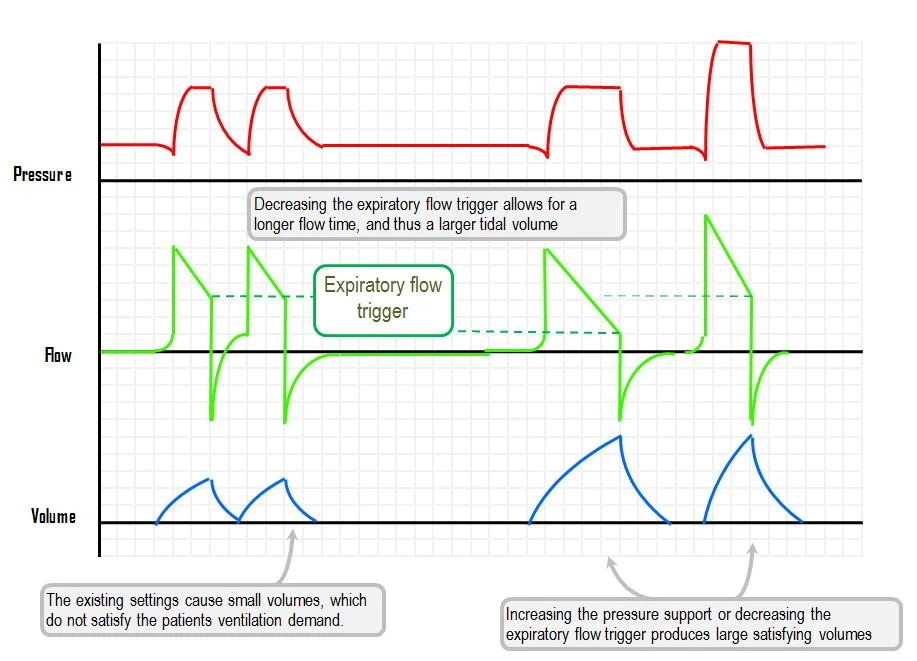 Pressure
Decreasing the expiratory flow trigger allows for a
longer flow time, and thus a larger tidal volume
Expiratory flow
trigger
flow
Volume
The existing settings cause small volumes, which
do not satisfy the patients ventilation demand.
Increasing the pressure support or decreasing the
expiratory flow trigger produces large satisfying volumes